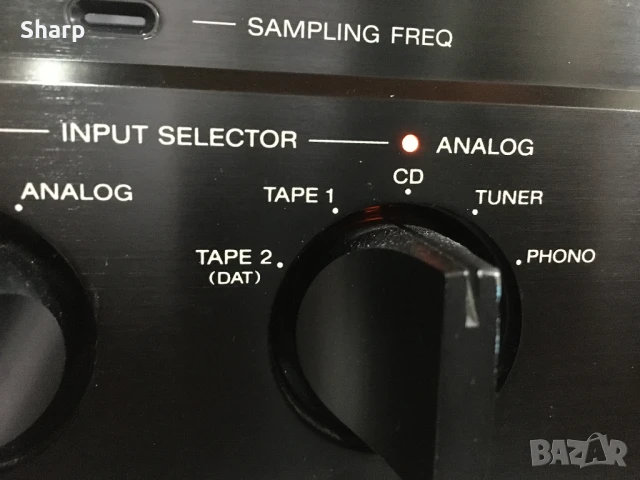 Sharp
SAMPLING FREQ
INPUT SELECTOR
ANALOG
ANALOG
TAPE 1
CD
TUNER
TAPE 2
(DAT)
PHONO
BAZAR